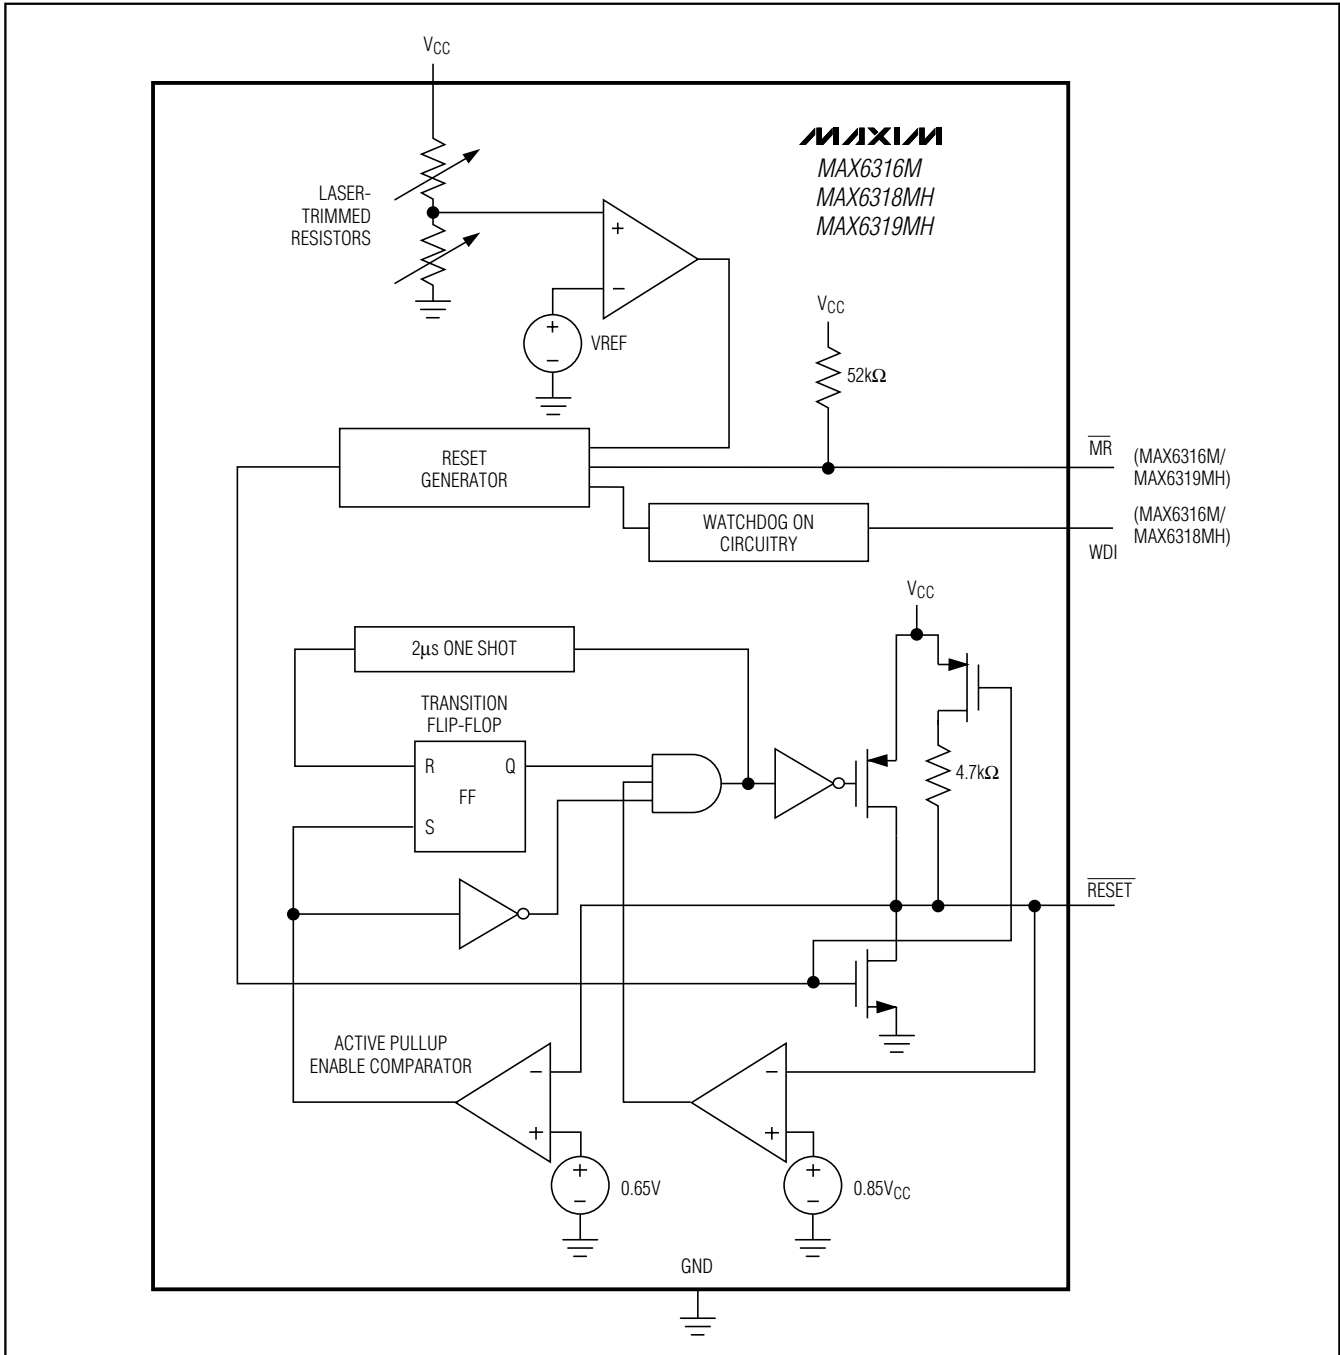 VCC
MAXIM
MAX6316M
MAX6318MH
MAX6319MH
LASER-
TRIMMED
RESISTORS
+
−
+
−
VREF
VCC
52kΩ
RESET
GENERATOR
MR
(MAX6316M/
MAX6319MH)
WATCHDOG ON
CIRCUITRY
(MAX6316M/
MAX6318MH)
WDI
VCC
2µs ONE SHOT
TRANSITION
FLIP-FLOP
R
Q
FF
S
4.7kΩ
RESET
ACTIVE PULLUP
ENABLE COMPARATOR
−
+
−
+
+
−
0.65V
+
−
0.85VCC
GND